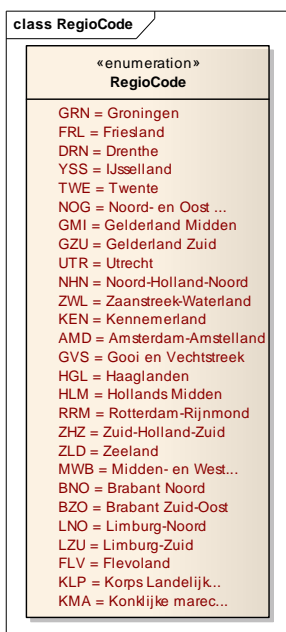 class RegioCode
«enumeration»
RegioCode
GRN = Groningen
FRL = Friesland
DRN = Drenthe
YSS = IJsselland
TWE = Twente
NOG = Noord- en Oost ...
GMI = Gelderland Midden
GZU = Gelderland Zuid
UTR = Utrecht
NHN = Noord-Holland-Noord
ZWL = Zaanstreek-Waterland
KEN = Kennemerland
AMD = Amsterdam-Amstelland
GVS = Gooi en Vechtstreek
HGL = Haaglanden
HLM = Hollands Midden
RRM = Rotterdam-Rijnmond
ZHZ = Zuid-Holland-Zuid
ZLD = Zeeland
MWB = Midden- en West...
BNO = Brabant Noord
BZO = Brabant Zuid-Oost
LNO = Limburg-Noord
LZU = Limburg-Zuid
FLV = Flevoland
KLP = Korps Landelijk...
KMA = Konklijke marec...